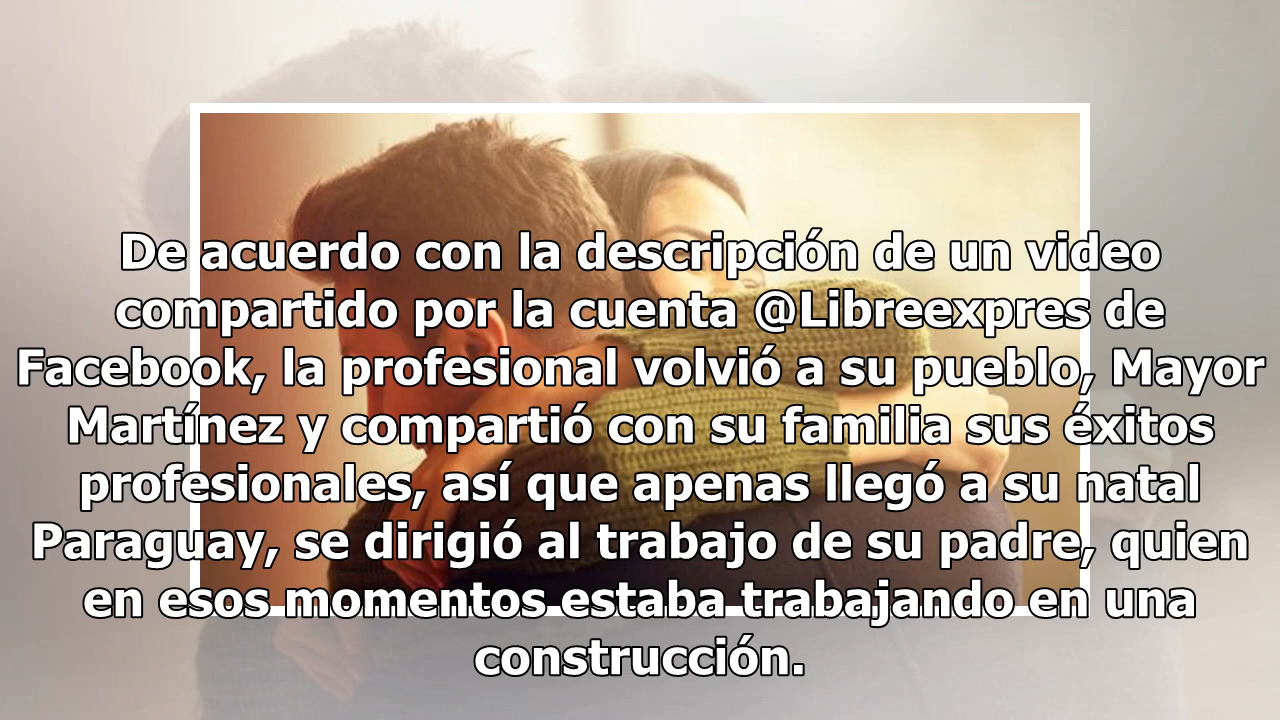 De acuerdo con la descripción de un video
compartido por la cuenta @Libreexpres de
Facebook, la profesional volvió a su pueblo, Mayor
Martínez y compartió con su familia sus éxitos
profesionales, así que apenas llegó a su natal
Paraguay, se dirigió al trabajo de su padre, quien
en esos momentos estaba trabajando en una
construcción.